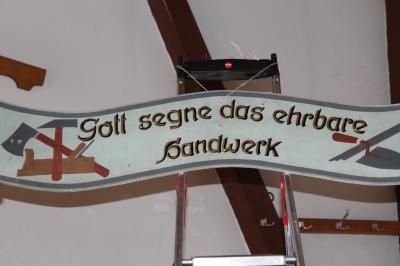 Gott segne das ehrbare
Handwerk